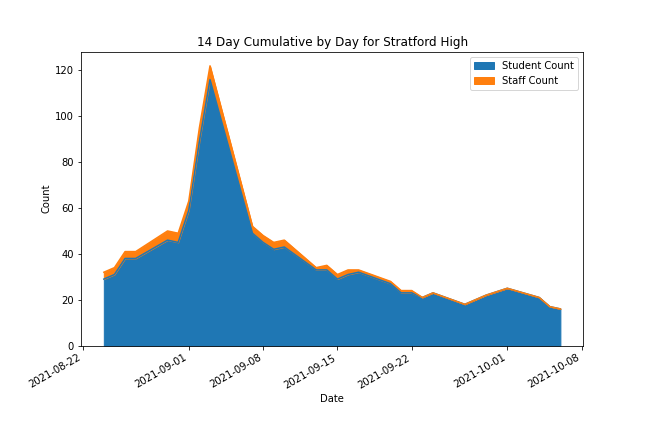 14 Day Cumulative by Day for Stratford High
Student Count
Staff Count
120
100
80
60
40
20
0
Count
2021-08-22
2021-09-01
2021-09-08
2021-09-15
2021-09-22
2021-10-01
2021-10-08
Date